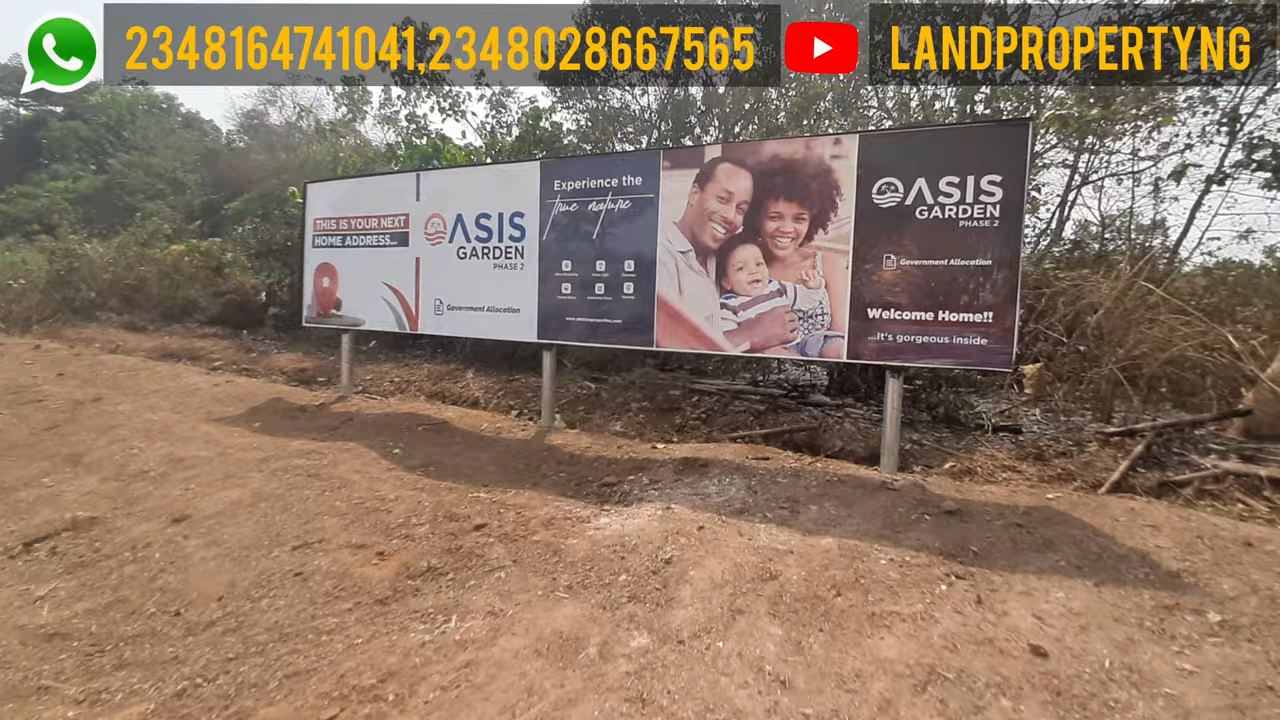 2348164741041,2348028667565
LANDPROPERTYNG
THIS IS YOUR NEXT
HOME ADDRESS...
OASIS
GARDEN
PHASE 2
Government Allocation
Experience the
true nature
OASIS
GARDEN
PHASE 2
Government Allocation
Welcome Home!!
...It's gorgeous inside